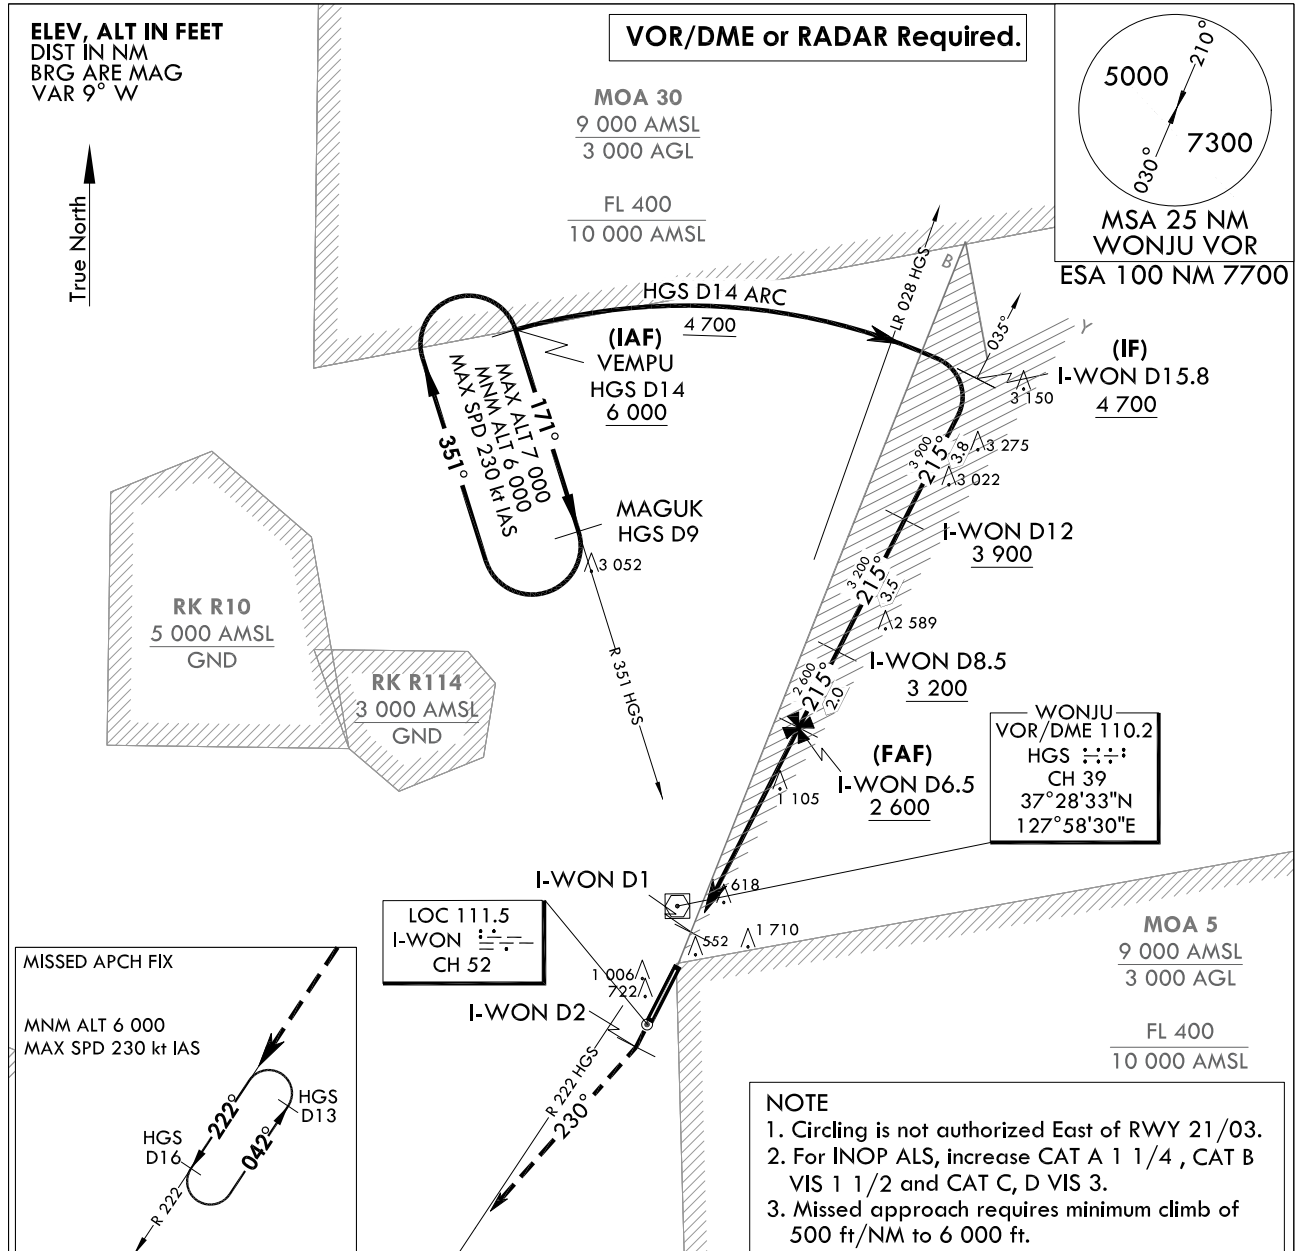 ELEV, ALT IN FEET
DIST IN NM
BRG ARE MAG
VAR 9° W
True North
VOR/DME or RADAR Required.
MOA 30
9 000 AMSL
3 000 AGL
FL 400
10 000 AMSL
5000
7300
210°
030°
MSA 25 NM
WONJU VOR
ESA 100 NM 7700
HGS D14 ARC
4 700
LR 028 HGS
B
Y
035°
(IAF)
VEMPU
HGS D14
6 000
(IF)
I-WON D15.8
4 700
3 150
171°
MAX ALT 7 000
MNM ALT 6 000
MAX SPD 230 kt IAS
351°
3 900
215°
3.8
3 275
3 022
MAGUK
HGS D9
3 052
I-WON D12
3 900
3 200
215°
3.5
2 589
RK R10
5 000 AMSL
GND
RK R114
3 000 AMSL
GND
R 351 HGS
I-WON D8.5
3 200
2 600
215°
2.0
(FAF)
I-WON D6.5
2 600
1 105
WONJU
VOR/DME 110.2
HGS
CH 39
37°28'33"N
127°58'30"E
I-WON D1
618
LOC 111.5
I-WON
CH 52
552
1 710
MOA 5
9 000 AMSL
3 000 AGL
FL 400
10 000 AMSL
1 006
722
I-WON D2
R 222 HGS
230°
MISSED APCH FIX
MNM ALT 6 000
MAX SPD 230 kt IAS
222°
042°
HGS
D13
HGS
D16
R 222
NOTE
1. Circling is not authorized East of RWY 21/03.
2. For INOP ALS, increase CAT A 1 1/4 , CAT B
VIS 1 1/2 and CAT C, D VIS 3.
3. Missed approach requires minimum climb of
500 ft/NM to 6 000 ft.